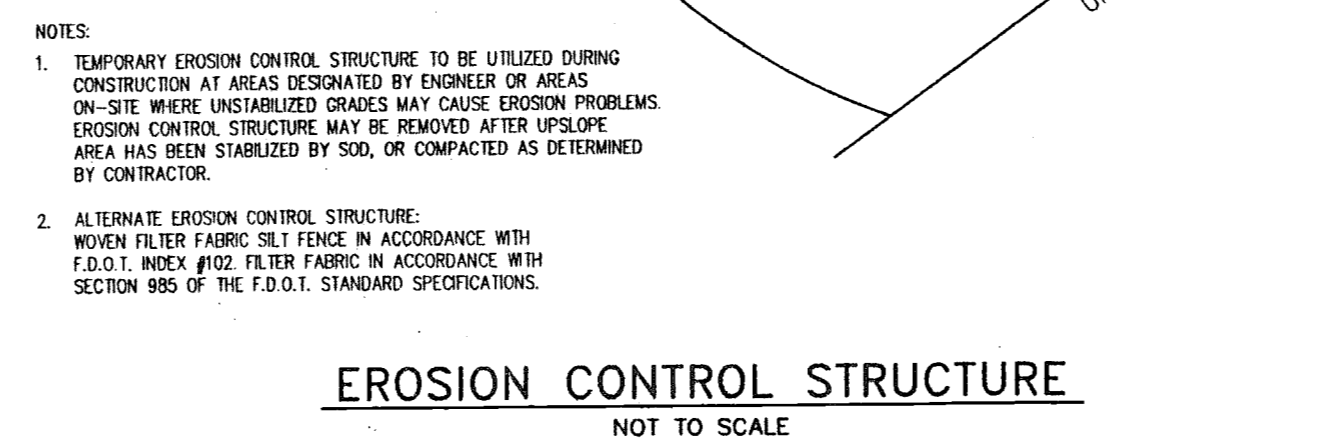 NOTES:
1. TEMPORARY EROSION CONTROL STRUCTURE TO BE UTILIZED DURING
CONSTRUCTION AT AREAS DESIGNATED BY ENGINEER OR AREAS
ON-SITE WHERE UNSTABILIZED GRADES MAY CAUSE EROSION PROBLEMS.
EROSION CONTROL STRUCTURE MAY BE REMOVED AFTER UPSLOPE
AREA HAS BEEN STABILIZED BY SOD, OR COMPACTED AS DETERMINED
BY CONTRACTOR.
2. ALTERNATE EROSION CONTROL STRUCTURE:
WOVEN FILTER FABRIC SILT FENCE IN ACCORDANCE WITH
F.D.O.T. INDEX #102. FILTER FABRIC IN ACCORDANCE WITH
SECTION 985 OF THE F.D.O.T. STANDARD SPECIFICATIONS.
EROSION CONTROL STRUCTURE
NOT TO SCALE